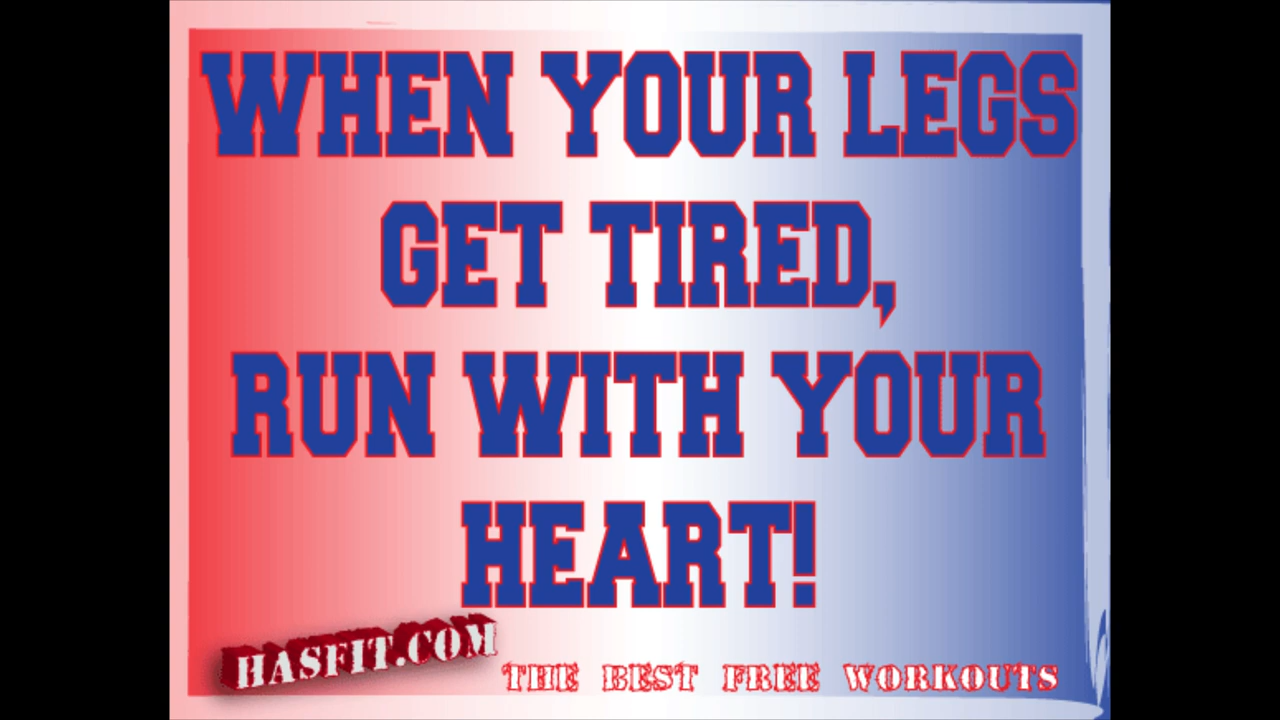 WHEN YOUR LEGS
GET TIRED,
RUN WITH YOUR
HEART!
HASFIT.COM
THE BEST FREE WORKOUTS